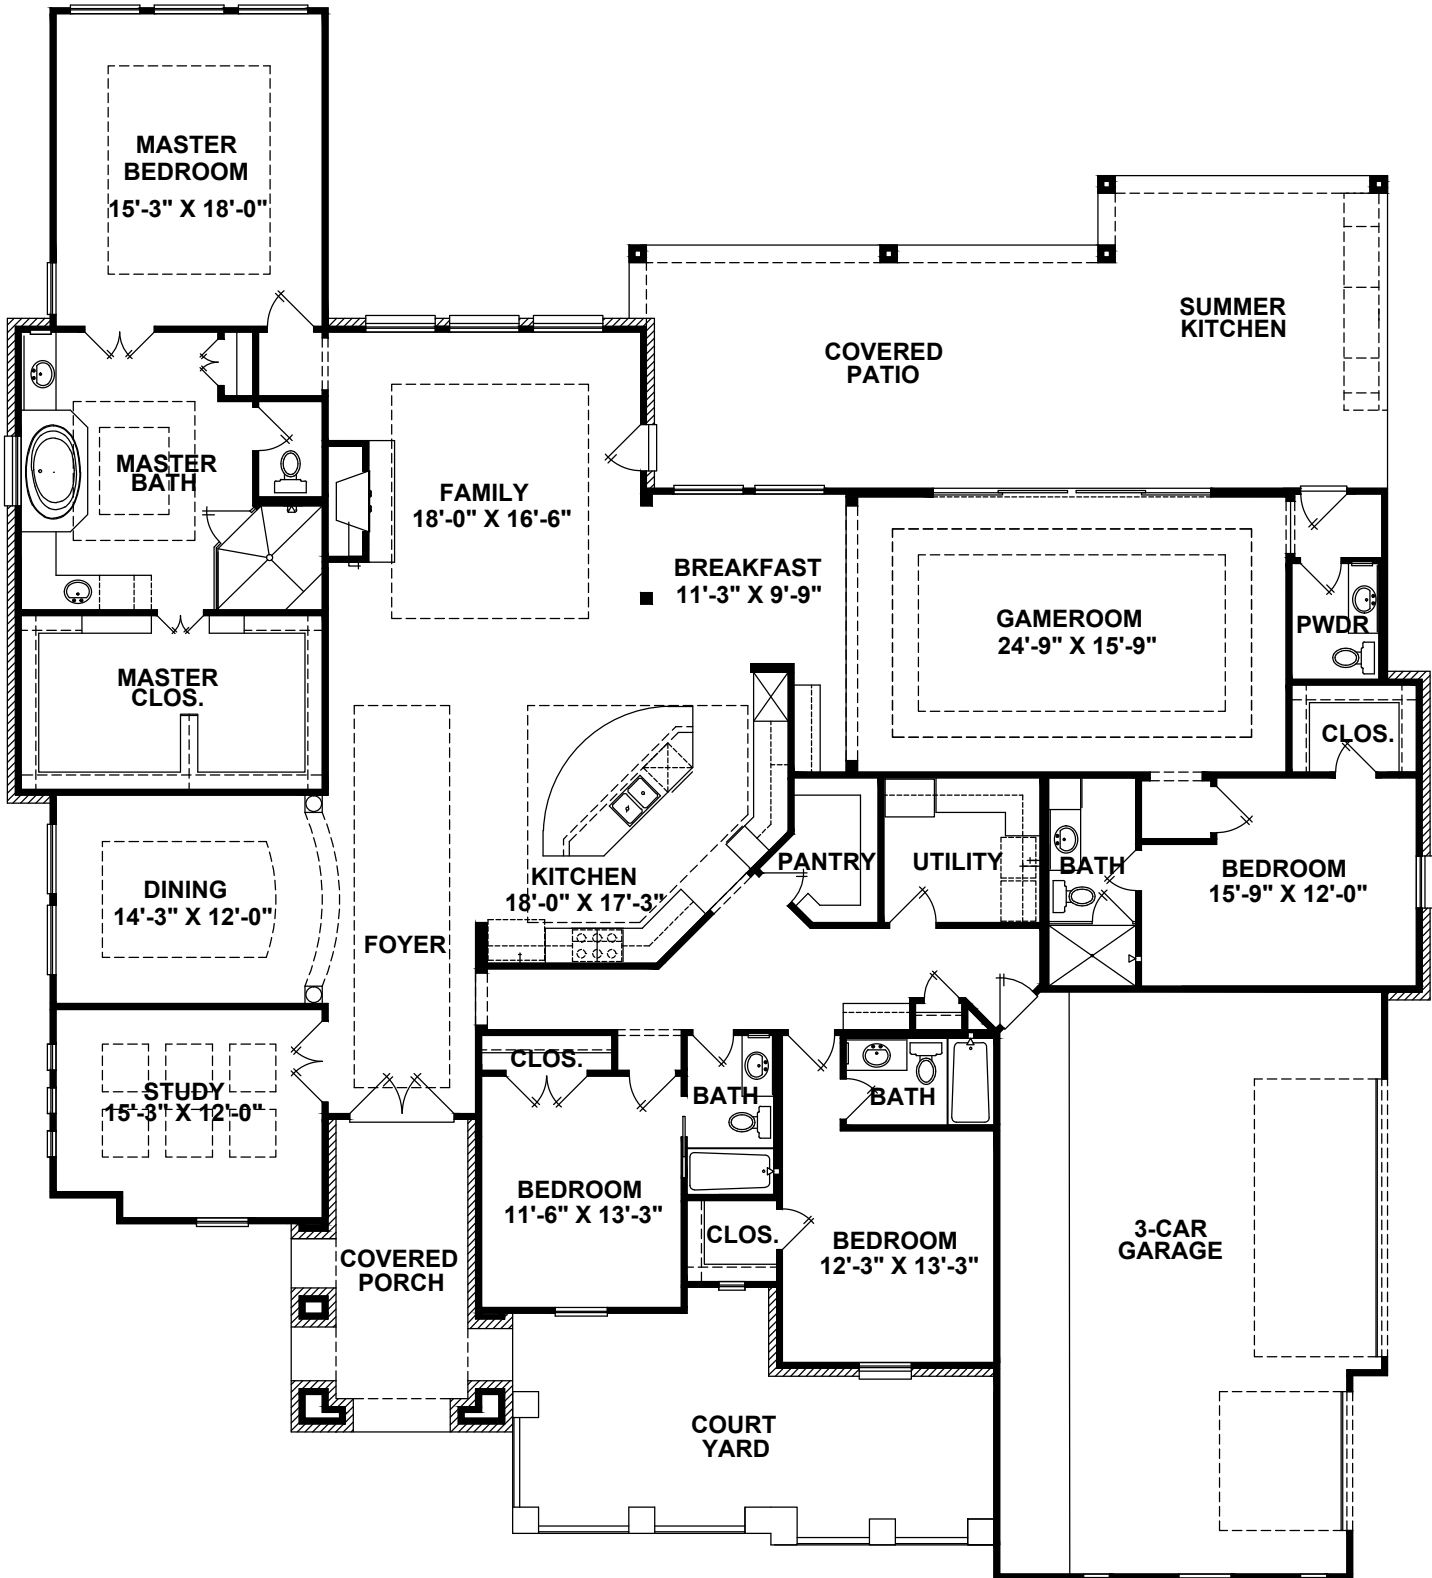 MASTER
BEDROOM
15'-3" X 18'-0"
SUMMER
KITCHEN
COVERED
PATIO
MASTER
BATH
FAMILY
18'-0" X 16'-6"
BREAKFAST
11'-3" X 9'-9"
GAMEROOM
24'-9" X 15'-9"
PWDR
MASTER
CLOS.
CLOS.
DINING
14'-3" X 12'-0"
FOYER
KITCHEN
18'-0" X 17'-3"
PANTRY
UTILITY
BATH
BEDROOM
15'-9" X 12'-0"
STUDY
15'-3" X 12'-0"
CLOS.
BATH
BATH
BEDROOM
11'-6" X 13'-3"
CLOS.
BEDROOM
12'-3" X 13'-3"
3-CAR
GARAGE
COVERED
PORCH
COURT
YARD